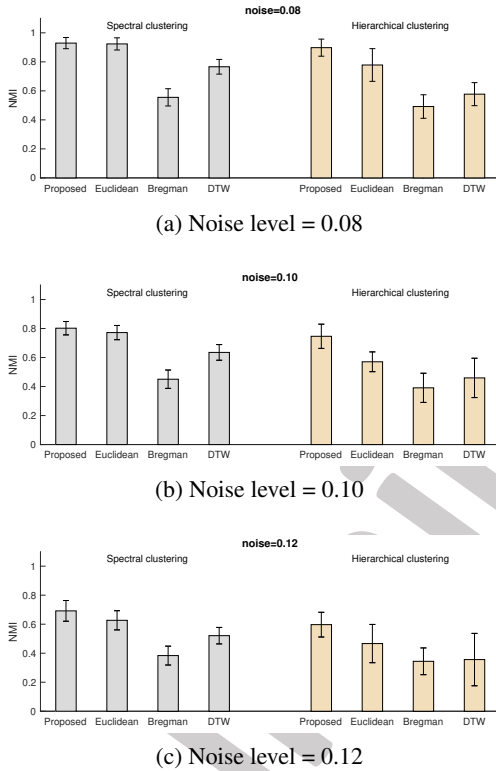 noise=0.08
Spectral clustering Hierarchical clustering
1
0.8
0.6
0.4
0.2
0
NMI
Proposed Euclidean Bregman DTW Proposed Euclidean Bregman DTW
(a) Noise level = 0.08
noise=0.10
Spectral clustering Hierarchical clustering
1
0.8
0.6
0.4
0.2
0
NMI
Proposed Euclidean Bregman DTW Proposed Euclidean Bregman DTW
(b) Noise level = 0.10
noise=0.12
Spectral clustering Hierarchical clustering
1
0.8
0.6
0.4
0.2
0
NMI
Proposed Euclidean Bregman DTW Proposed Euclidean Bregman DTW
(c) Noise level = 0.12